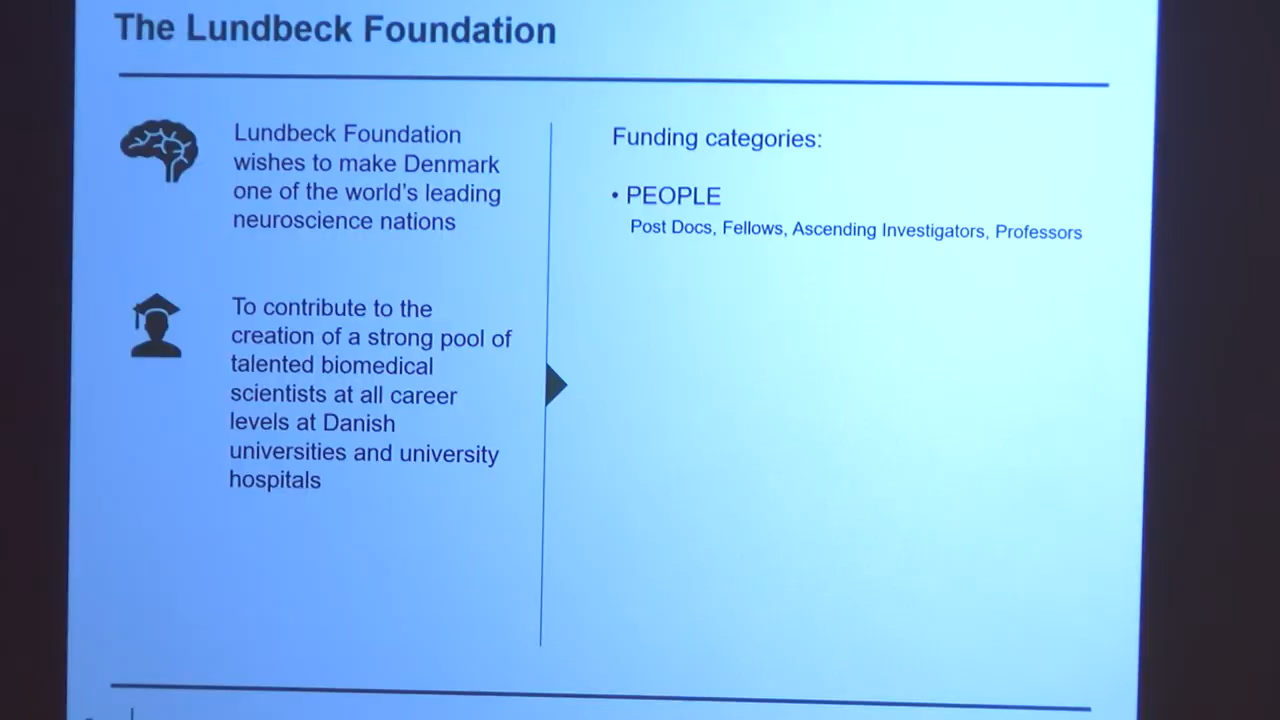 The Lundbeck Foundation
Lundbeck Foundation
wishes to make Denmark
one of the world's leading
neuroscience nations
To contribute to the
creation of a strong pool of
talented biomedical
scientists at all career
levels at Danish
universities and university
hospitals
Funding categories:
• PEOPLE
Post Docs, Fellows, Ascending Investigators, Professors